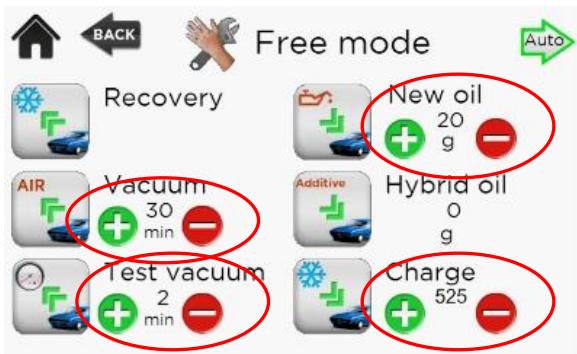 BACK
Free mode
Auto
Recovery
New oil
20
g
AIR
Vacuum
30
min
Additive
Hybrid oil
0
g
Test vacuum
2
min
Charge
525